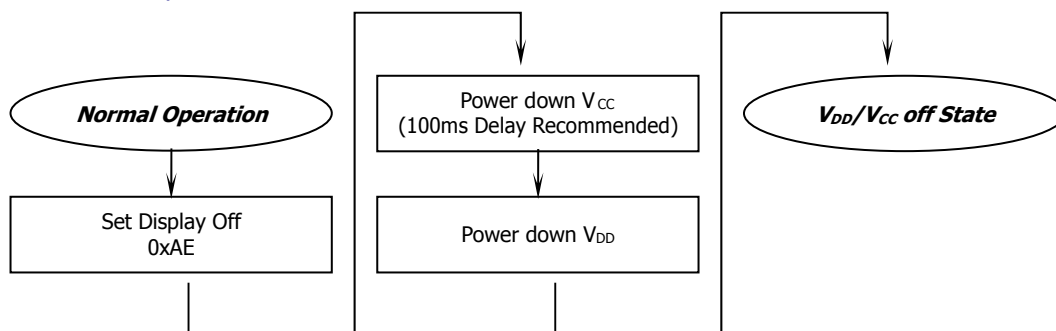 Normal Operation
Set Display Off
0xAE
Power down VCC
(100ms Delay Recommended)
Power down VDD
VDD/VCC off State